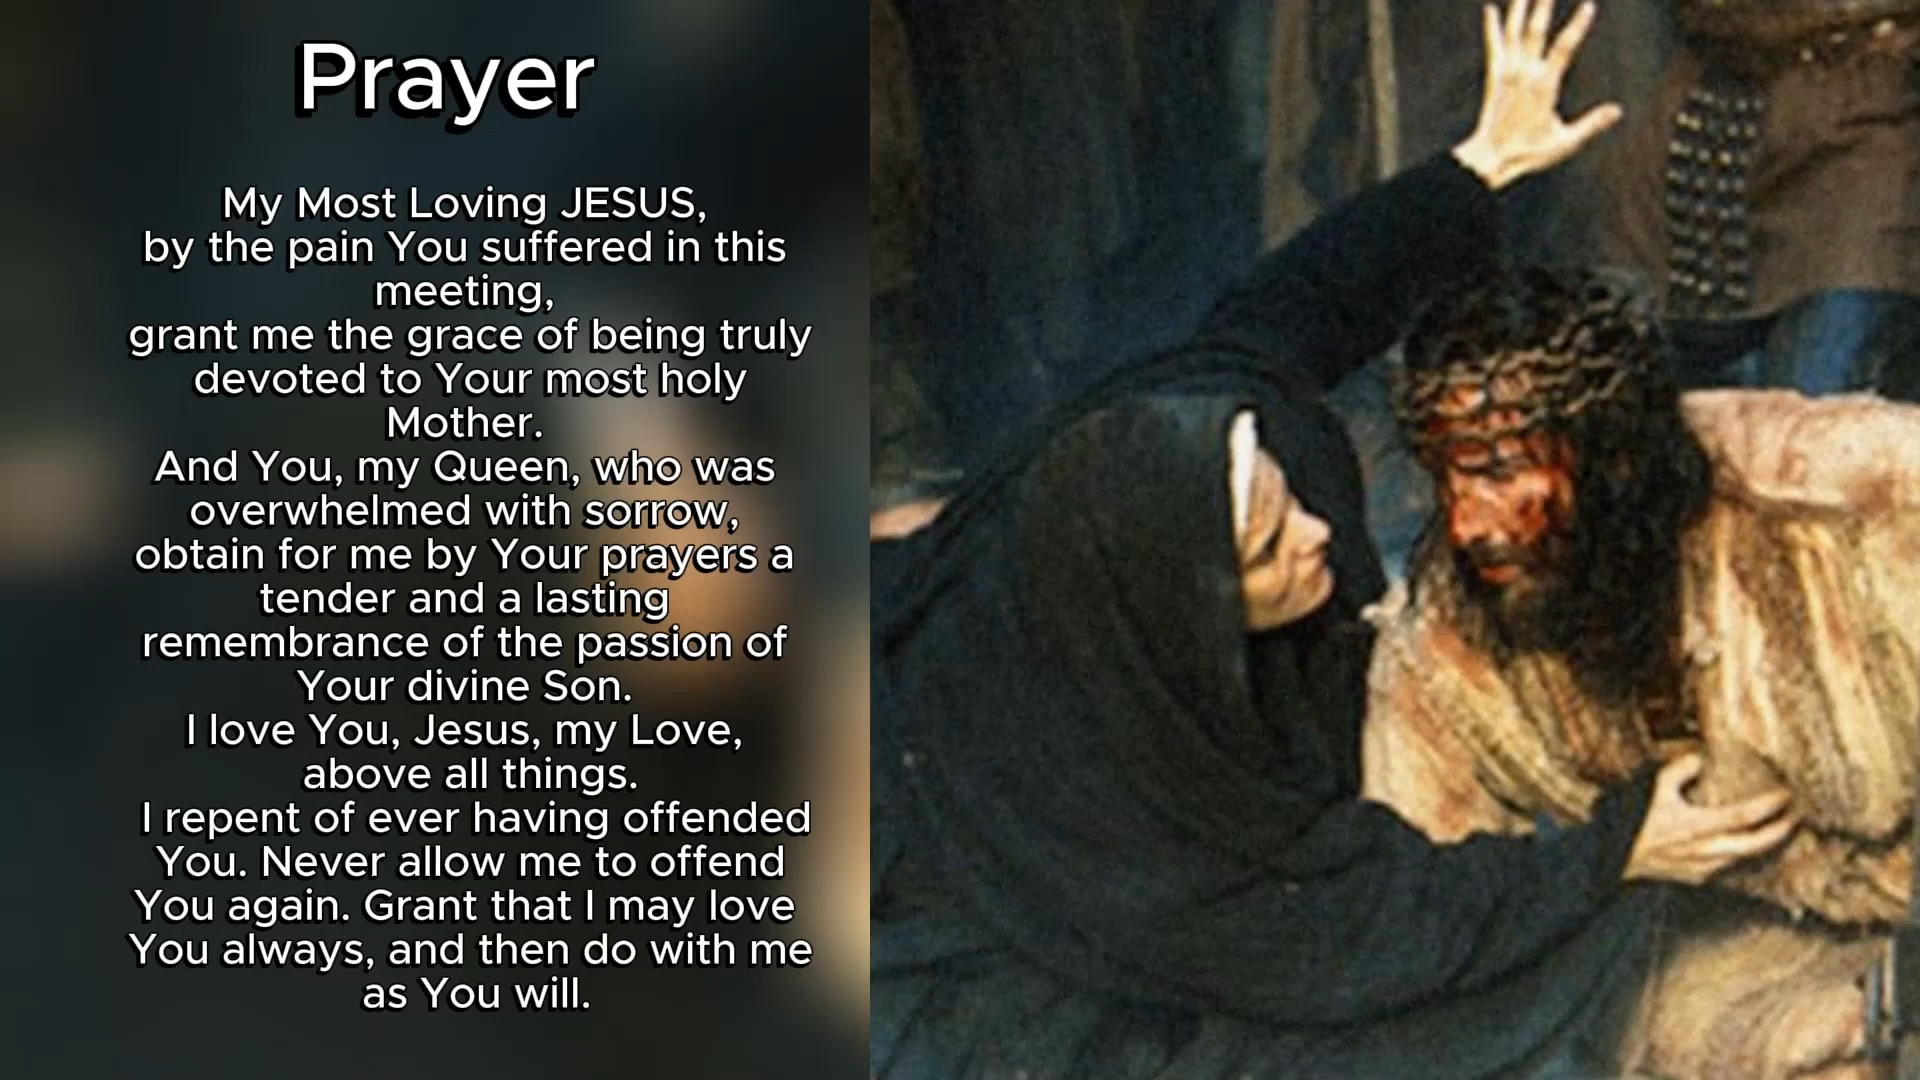 Prayer
My Most Loving JESUS,
by the pain You suffered in this
meeting,
grant me the grace of being truly
devoted to Your most holy
Mother.
And You, my Queen, who was
overwhelmed with sorrow,
obtain for me by Your prayers a
tender and a lasting
remembrance of the passion of
Your divine Son.
I love You, Jesus, my Love,
above all things.
I repent of ever having offended
You. Never allow me to offend
You again. Grant that I may love
You always, and then do with me
as You will.